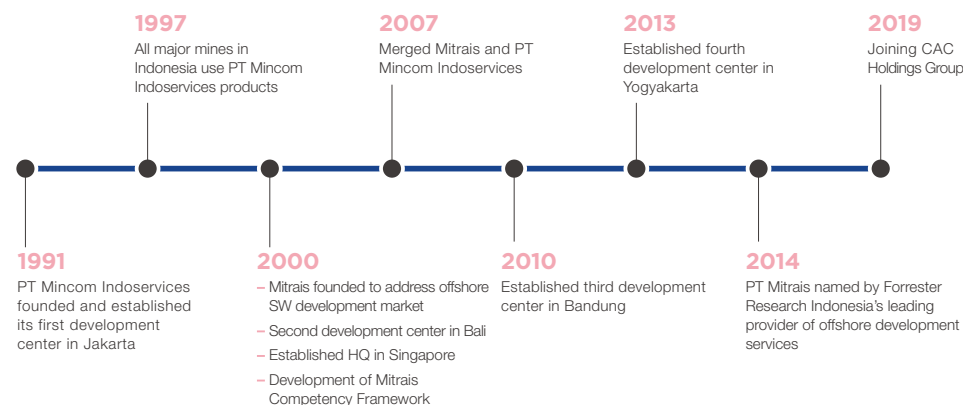 1997
All major mines in
Indonesia use PT Mincom
Indoservices products
2007
Merged Mitrais and PT
Mincom Indoservices
2013
Established fourth
development center in
Yogyakarta
2019
Joining CAC
Holdings Group
1991
PT Mincom Indoservices
founded and established
its first development
center in Jakarta
2000
– Mitrais founded to address offshore
SW development market
– Second development center in Bali
– Established HQ in Singapore
– Development of Mitrais
Competency Framework
2010
Established third development
center in Bandung
2014
PT Mitrais named by Forrester
Research Indonesia's leading
provider of offshore development
services